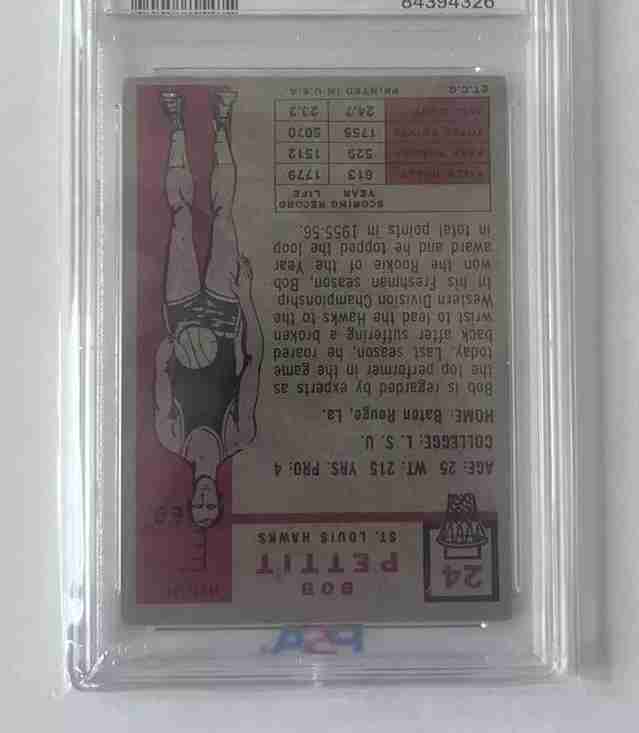 84394326
24
BOB
PETTIT
ST. LOUIS HAWKS
AGE: 25 WT: 215 YRS. PRO: 4
COLLEGGE: L. S. U.
HOME: Baton Rouge, La.
Bob is regarded by experts as
the top performer in the game
today. Last season, he roared
back after suffering a broken
wrist to lead the Hawks to the
Western Division Championship.
In his Freshman season, Bob
won the Rookie of the Year
award and he topped the loop
in total points in 1955-56.
SCORING RECORD
YEAR LIFE
613 1779
529 1512
1755 5070
24.7 23.2
©T.C.G. PRINTED IN U.S.A.
PSA